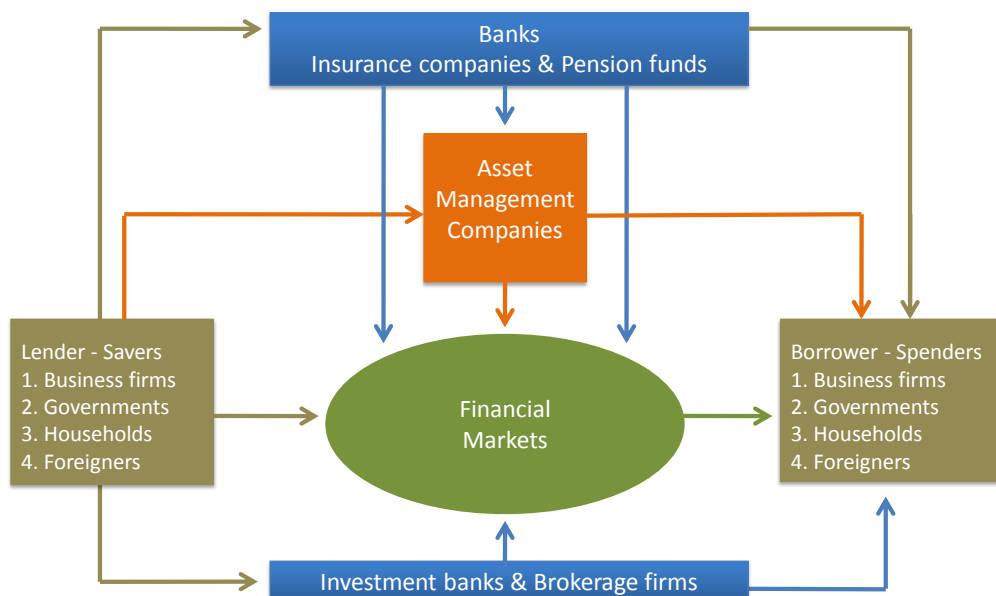 Banks
Insurance companies & Pension funds
Asset
Management
Companies
Lender - Savers
1. Business firms
2. Governments
3. Households
4. Foreigners
Financial
Markets
Borrower - Spenders
1. Business firms
2. Governments
3. Households
4. Foreigners
Investment banks & Brokerage firms